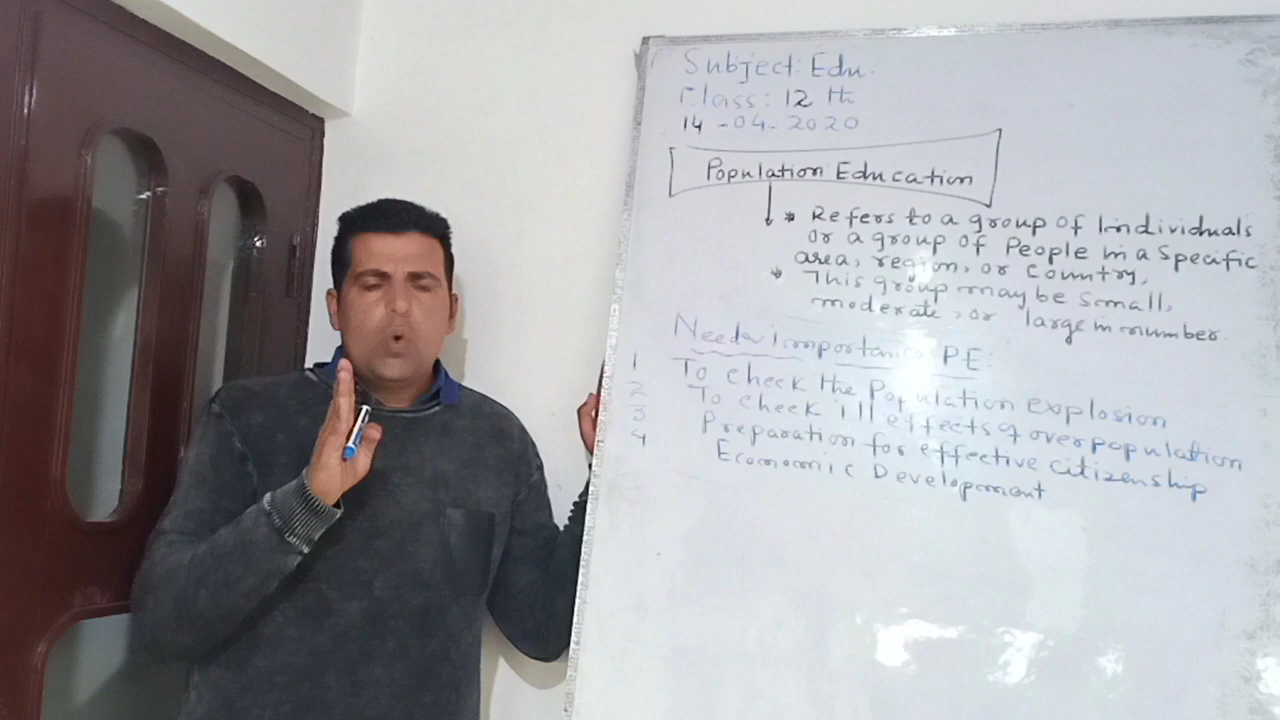 Subject: Edu.
Class: 12 th
14-04-2020
Population Education
* Refers to a group of Individuals
or a group of People in a Specific
area, region, or Country,
* This group may be Small,
moderate, or large in number.
Need & importance PE:
1 To check the Population explosion
2 To check ill effects of overpopulation
3 Preparation for effective citizenship
4 Economic Development